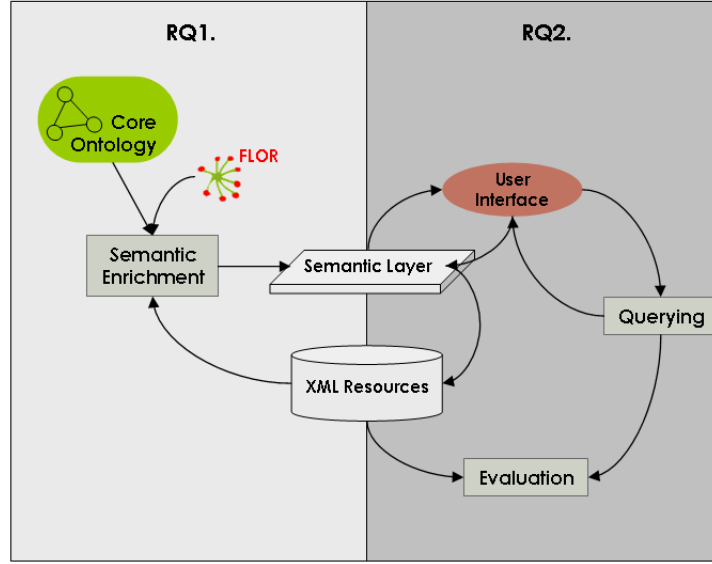 RQ1.
RQ2.
Core
Ontology
FLOR
User
Interface
Semantic
Enrichment
Semantic Layer
Querying
XML Resources
Evaluation